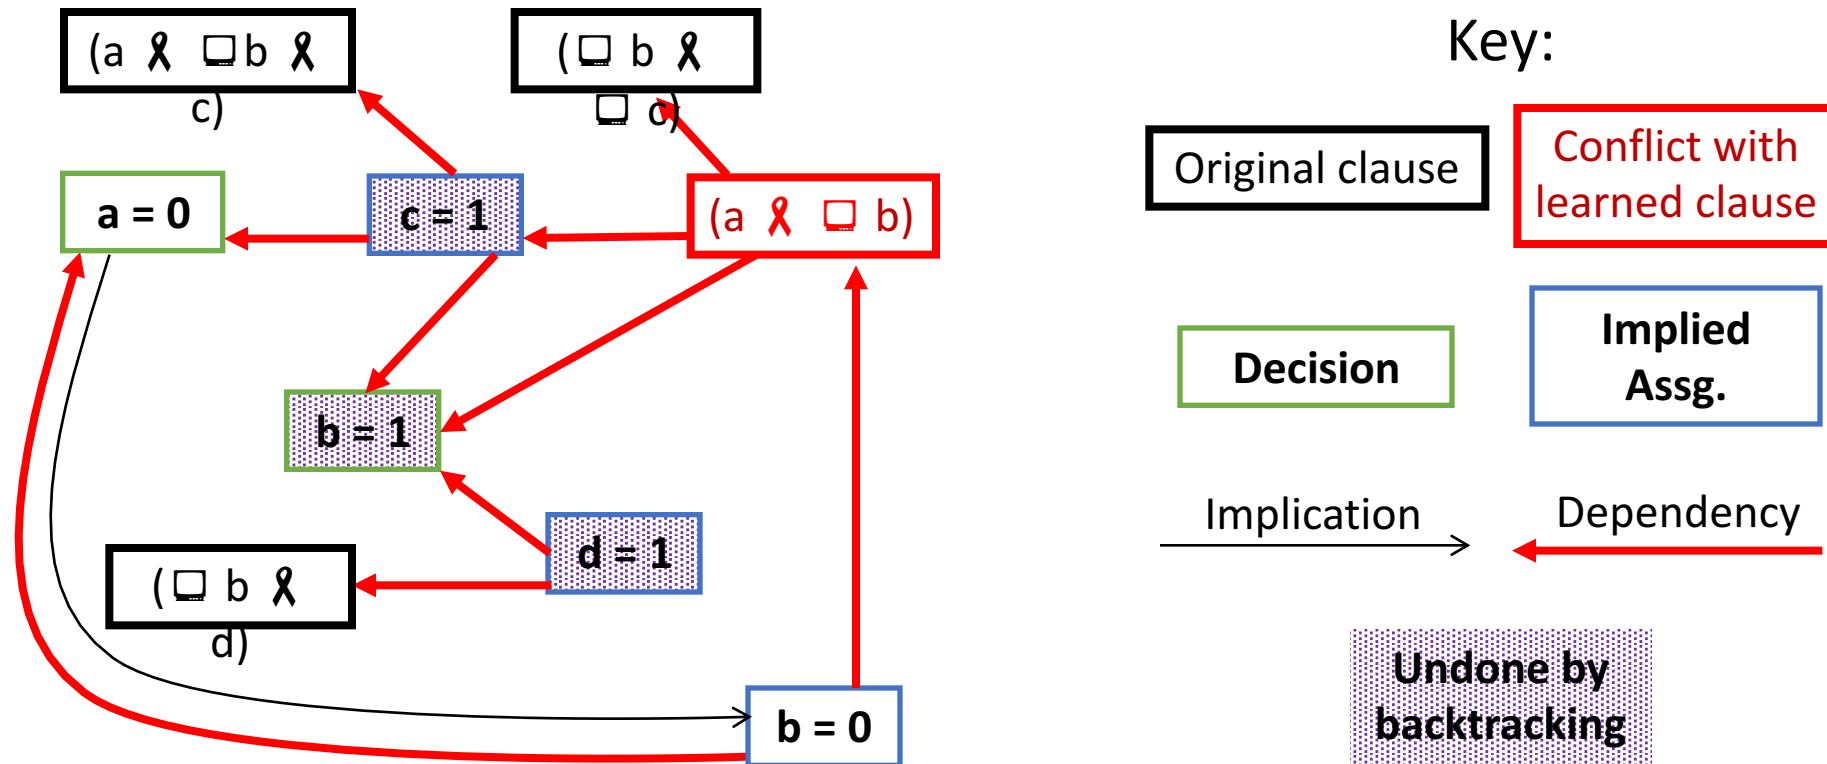 (a 🎗 🖵b 🎗
c)
(🖵 b 🎗
🖵 c)
a = 0
c = 1
(a 🎗 🖵 b)
b = 1
d = 1
(🖵 b 🎗
d)
b = 0
Key:
Original clause
Conflict with
learned clause
Decision
Implied
Assg.
Implication
Dependency
Undone by
backtracking